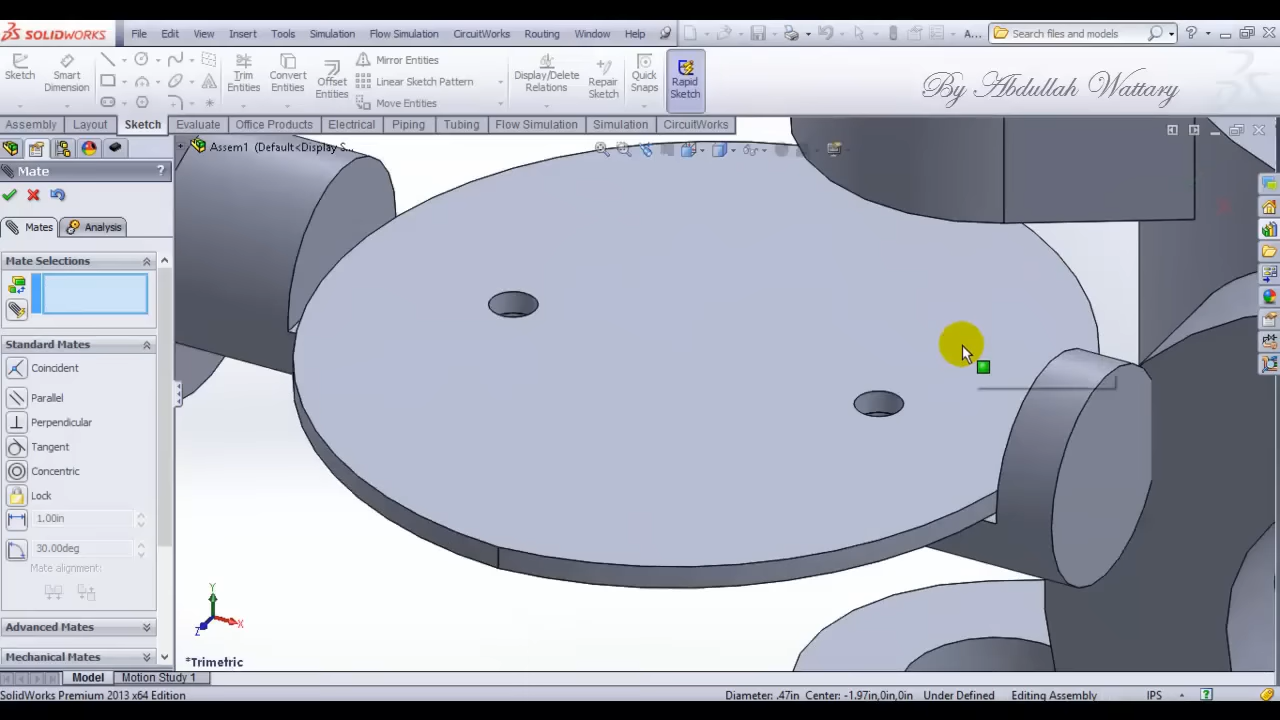 SOLIDWORKS File Edit View Insert Tools Simulation Flow Simulation CircuitWorks Routing Window Help A... Search files and models ?
Sketch Smart Dimension Trim Entities Convert Entities Offset Entities Mirror Entities Linear Sketch Pattern Move Entities Display/Delete Relations Repair Sketch Quick Snaps Rapid Sketch
By Abdullah Wattary
Assembly Layout Sketch Evaluate Office Products Electrical Piping Tubing Flow Simulation Simulation CircuitWorks
Assem1 (Default<Display S...
Mate ?
Mates Analysis
Mate Selections
Standard Mates
Coincident
Parallel
Perpendicular
Tangent
Concentric
Lock
1.00in
30.00deg
Mate alignment:
Advanced Mates
Mechanical Mates
Y
X
Z
*Trimetric
Model Motion Study 1
SolidWorks Premium 2013 x64 Edition Diameter: .47in Center: -1.97in,0in,0in Under Defined Editing Assembly IPS ?